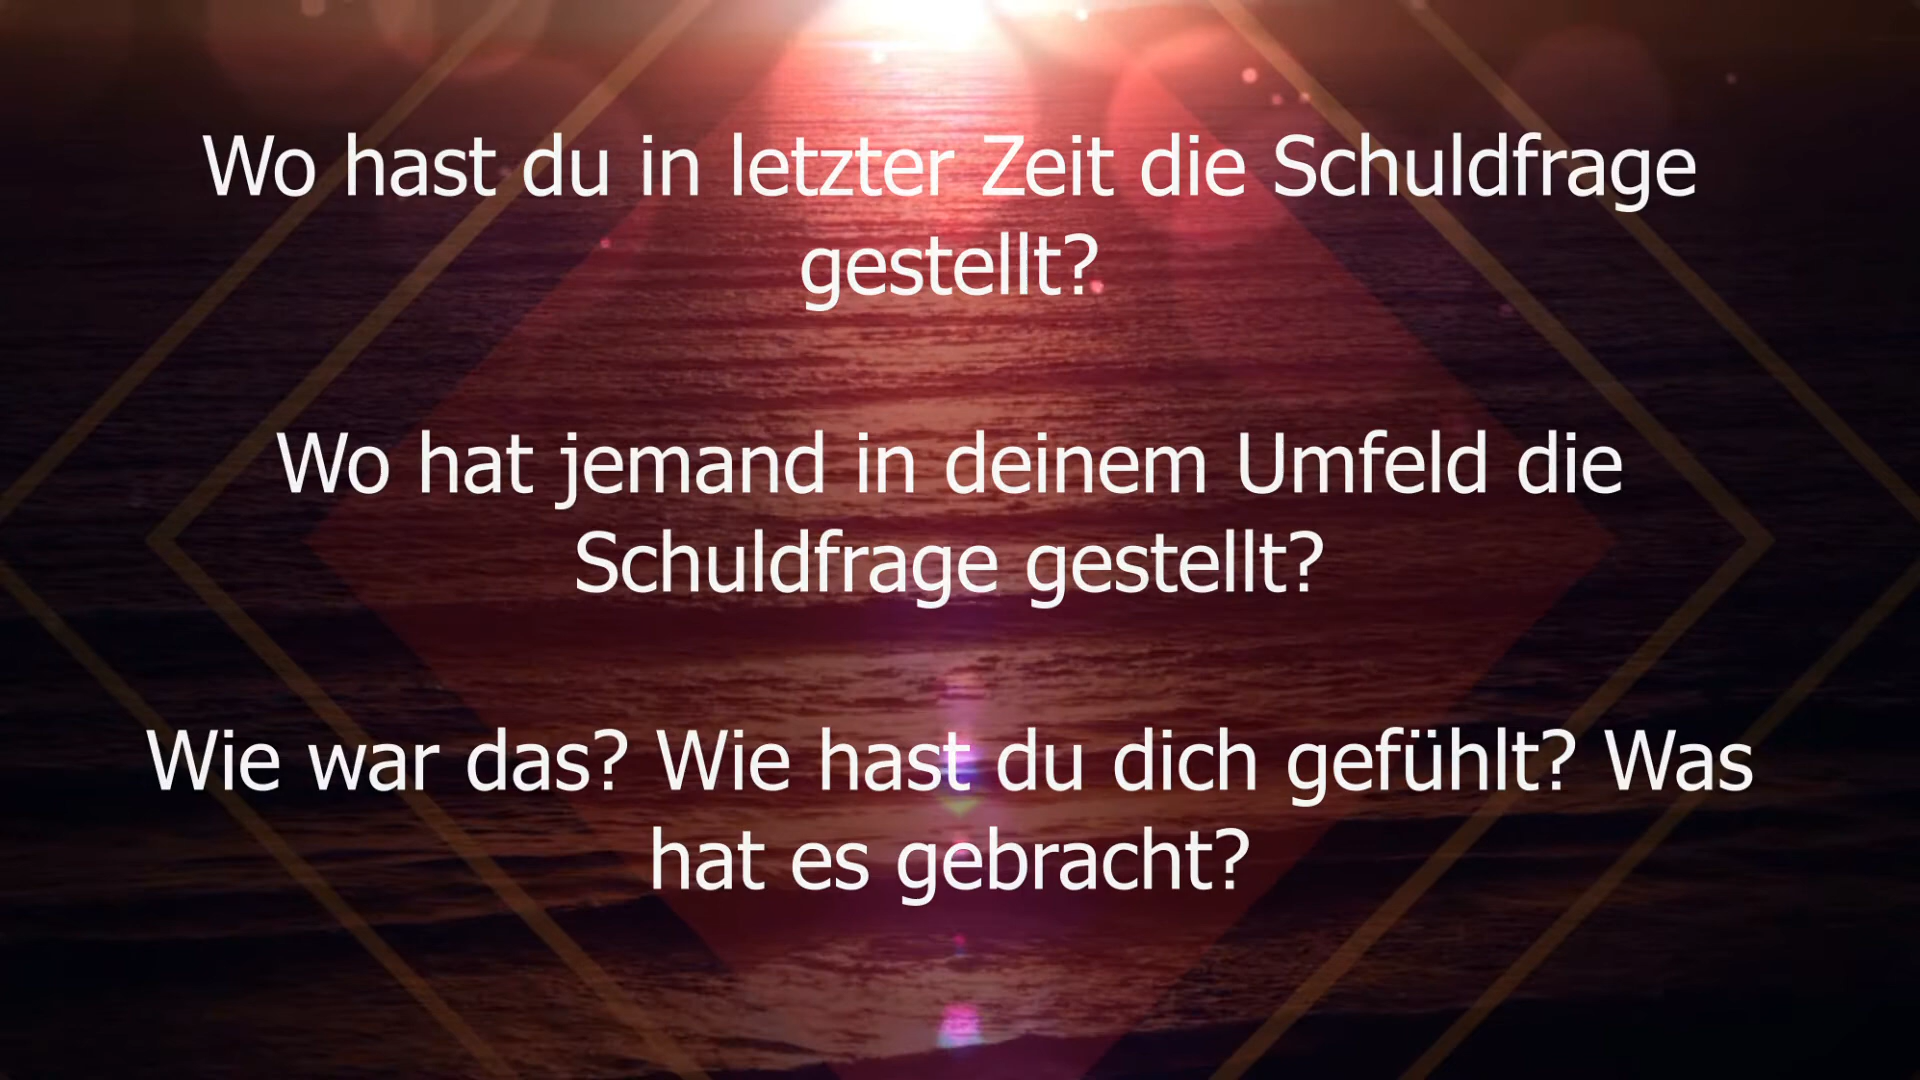 Wo hast du in letzter Zeit die Schuldfrage
gestellt?
Wo hat jemand in deinem Umfeld die
Schuldfrage gestellt?
Wie war das? Wie hast du dich gefühlt? Was
hat es gebracht?